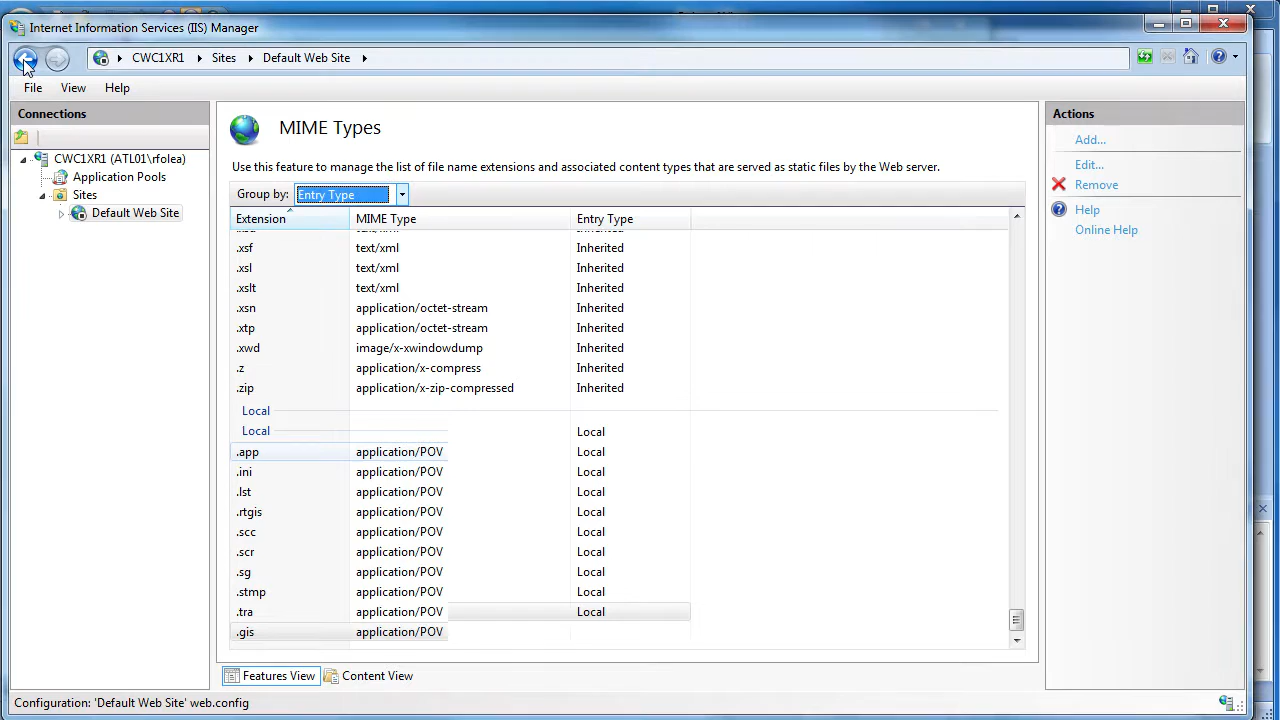 Internet Information Services (IIS) Manager
CWC1XR1 Sites Default Web Site
File View Help
Connections
CWC1XR1 (ATL01\rfolea)
Application Pools
Sites
Default Web Site
MIME Types
Use this feature to manage the list of file name extensions and associated content types that are served as static files by the Web server.
Group by: Entry Type
Extension MIME Type Entry Type
.xsf text/xml Inherited
.xsl text/xml Inherited
.xslt text/xml Inherited
.xsn application/octet-stream Inherited
.xtp application/octet-stream Inherited
.xwd image/x-xwindowdump Inherited
.z application/x-compress Inherited
.zip application/x-zip-compressed Inherited
Local
Local Local
.app application/POV Local
.ini application/POV Local
.lst application/POV Local
.rtgis application/POV Local
.scc application/POV Local
.scr application/POV Local
.sg application/POV Local
.stmp application/POV Local
.tra application/POV Local
.gis application/POV
Features View Content View
Actions
Add...
Edit...
Remove
Help
Online Help
Configuration: 'Default Web Site' web.config